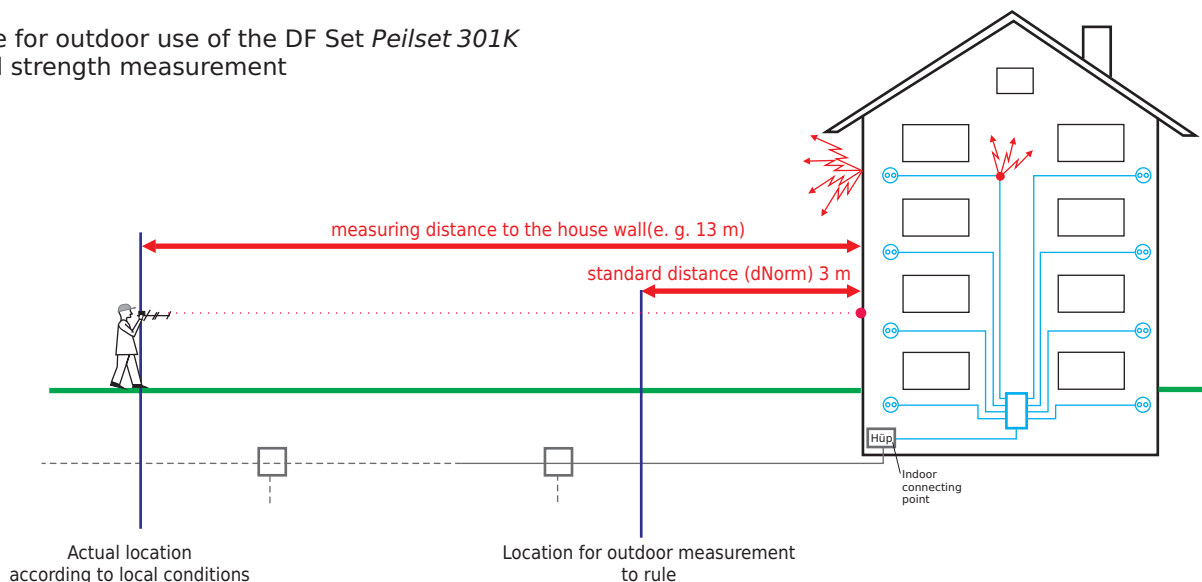 e for outdoor use of the DF Set Peilset 301K
strength measurement
measuring distance to the house wall(e. g. 13 m)
standard distance (dNorm) 3 m
Hüp
Indoor
connecting
point
Actual location
according to local conditions
Location for outdoor measurement
to rule